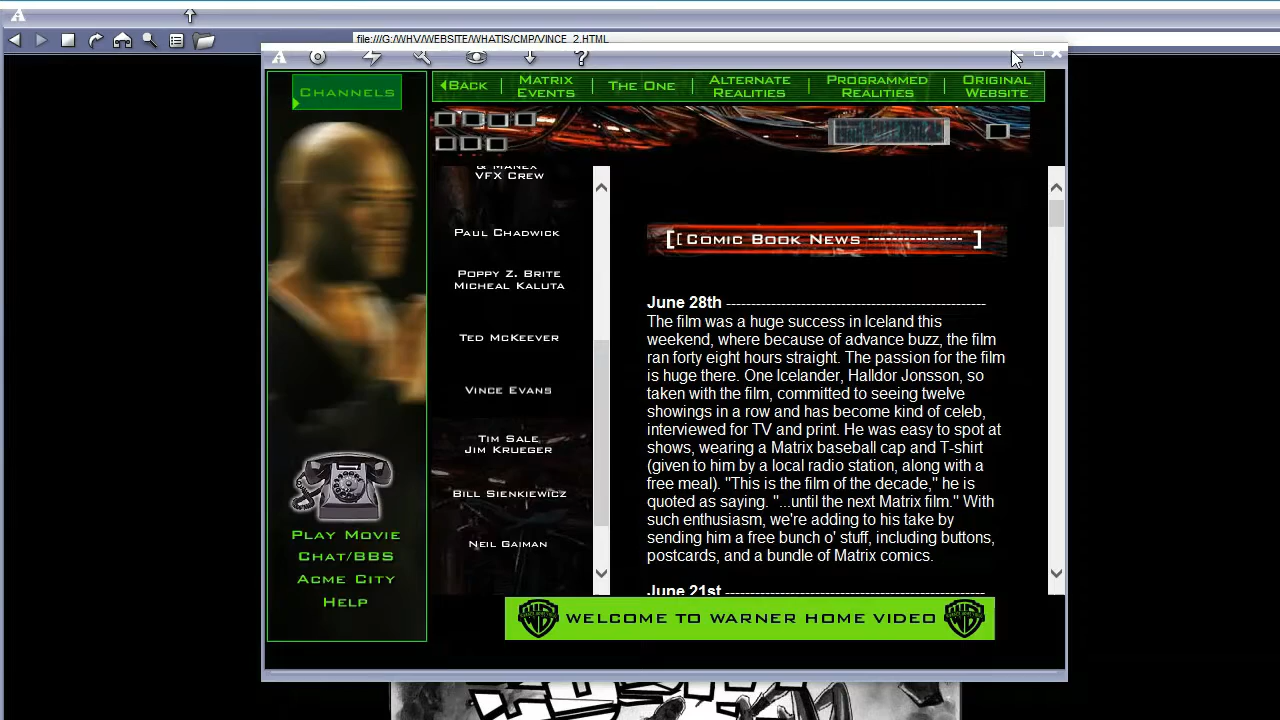 file:///G:/WHV/WEBSITE/WHATIS/CMP/VINCE_2.HTML
CHANNELS
BACK
MATRIX
EVENTS
THE ONE
ALTERNATE
REALITIES
PROGRAMMED
REALITIES
ORIGINAL
WEBSITE
& MANEX
VFX CREW
PAUL CHADWICK
POPPY Z. BRITE
MICHEAL KALUTA
TED MCKEEVER
VINCE EVANS
TIM SALE
JIM KRUEGER
BILL SIENKIEWICZ
NEIL GAIMAN
[[COMIC BOOK NEWS ---------------- ]
June 28th ----------------------------------------------------
The film was a huge success in Iceland this
weekend, where because of advance buzz, the film
ran forty eight hours straight. The passion for the film
is huge there. One Icelander, Halldor Jonsson, so
taken with the film, committed to seeing twelve
showings in a row and has become kind of celeb,
interviewed for TV and print. He was easy to spot at
shows, wearing a Matrix baseball cap and T-shirt
(given to him by a local radio station, along with a
free meal). "This is the film of the decade," he is
quoted as saying. "...until the next Matrix film." With
such enthusiasm, we're adding to his take by
sending him a free bunch o' stuff, including buttons,
postcards, and a bundle of Matrix comics.
June 21st ----------------------------------------------------
PLAY MOVIE
CHAT/BBS
ACME CITY
HELP
WELCOME TO WARNER HOME VIDEO